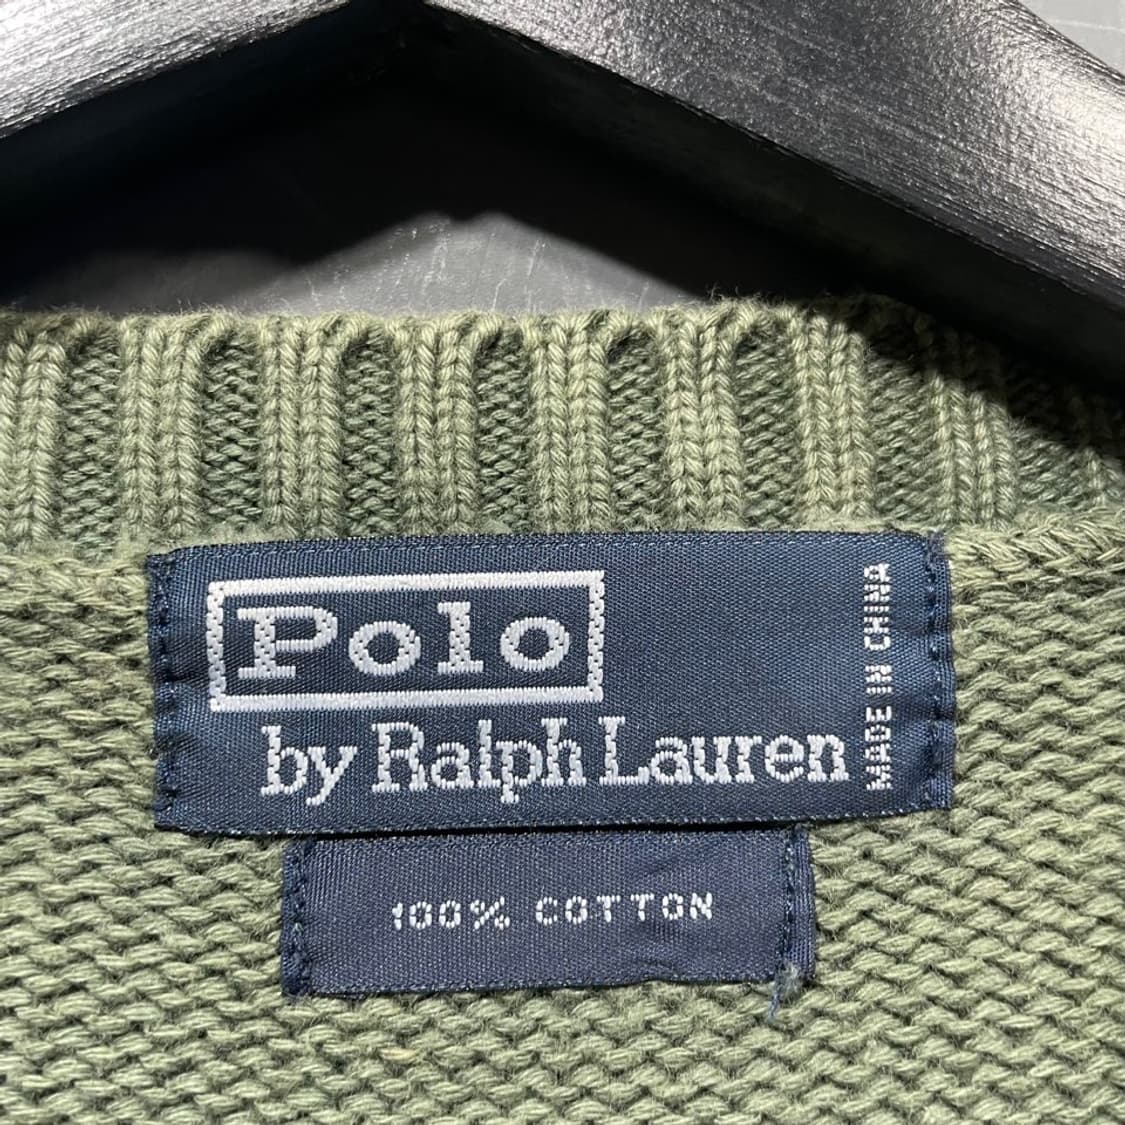 Polo
by Ralph Lauren
MADE IN CHINA
100% COTTON